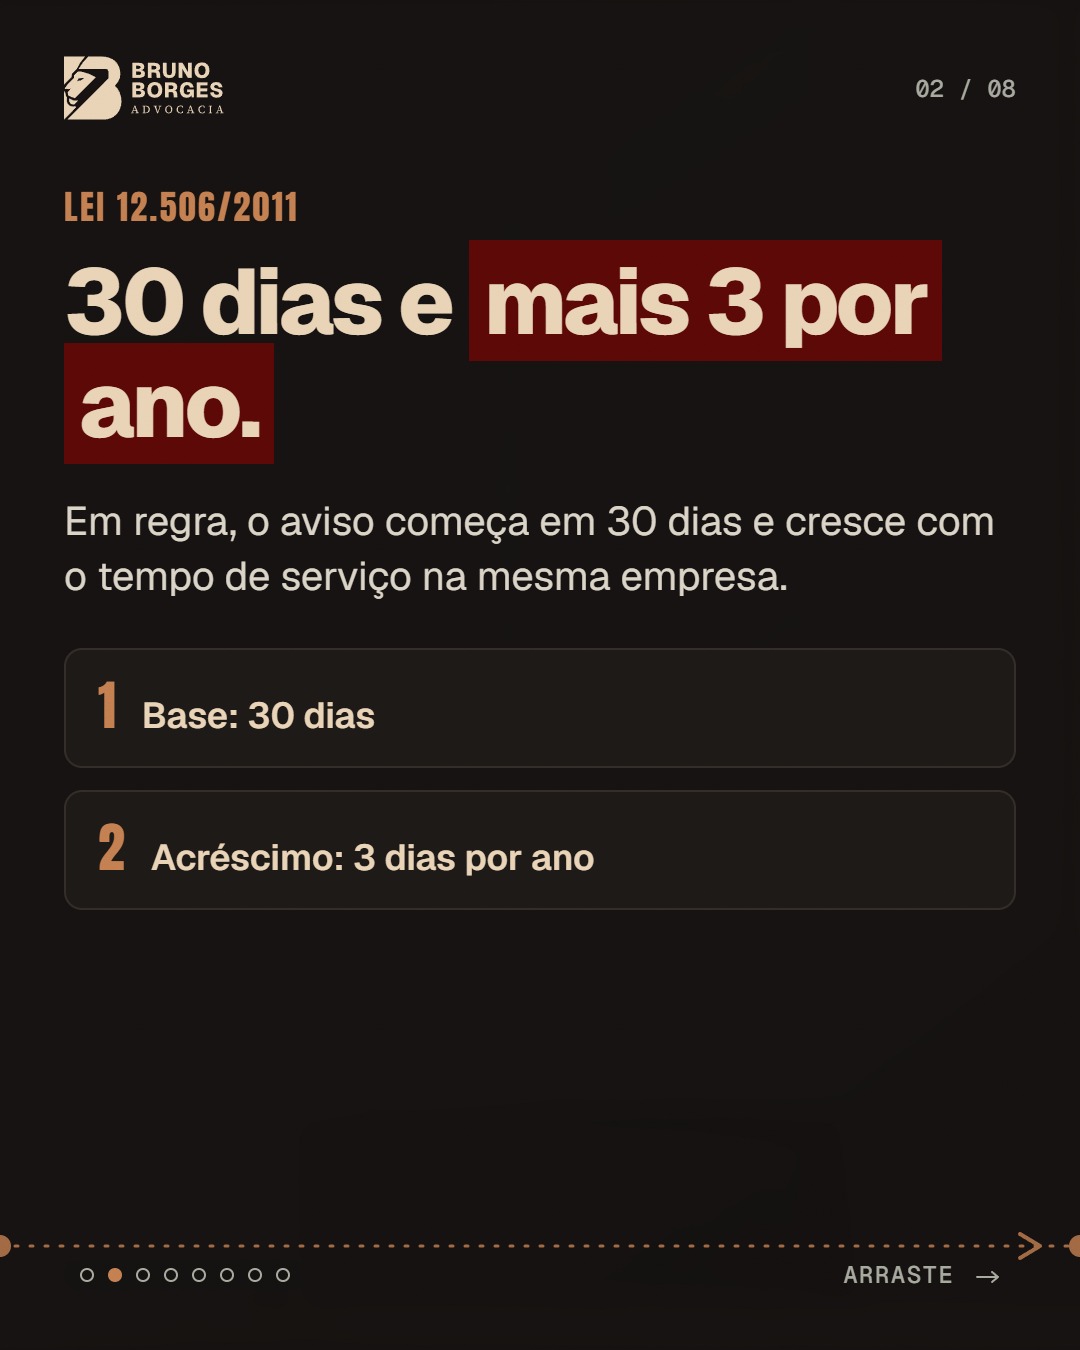 BRUNO
BORGES
ADVOCACIA
02 / 08
LEI 12.506/2011
30 dias e mais 3 por
ano.
Em regra, o aviso começa em 30 dias e cresce com
o tempo de serviço na mesma empresa.
1 Base: 30 dias
2 Acréscimo: 3 dias por ano
ARRASTE →